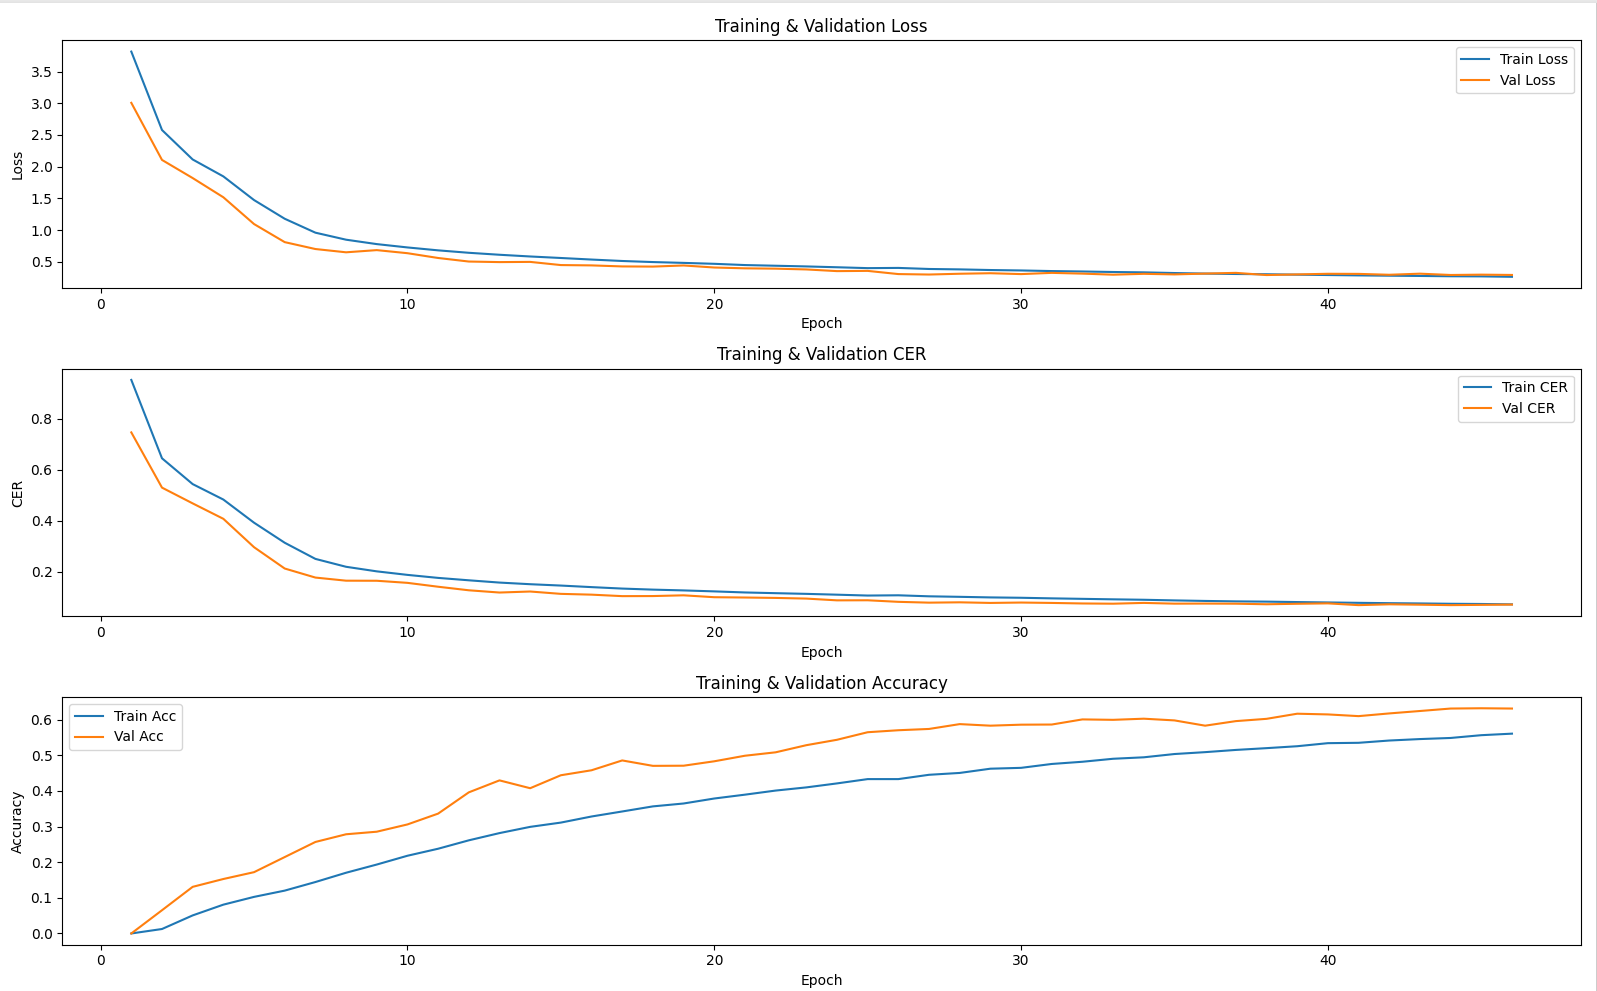 Training & Validation Loss
Train Loss
Val Loss
Loss
3.5
3.0
2.5
2.0
1.5
1.0
0.5
0 10 20 30 40
Epoch
Training & Validation CER
Train CER
Val CER
CER
0.8
0.6
0.4
0.2
0 10 20 30 40
Epoch
Training & Validation Accuracy
Train Acc
Val Acc
Accuracy
0.6
0.5
0.4
0.3
0.2
0.1
0.0
0 10 20 30 40
Epoch